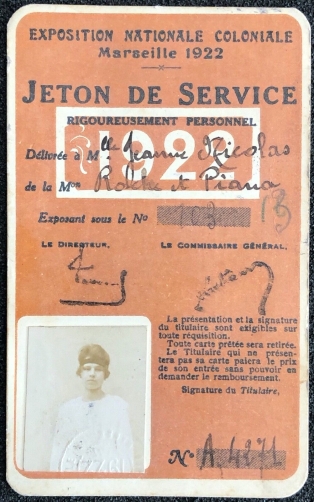 EXPOSITION NATIONALE COLONIALE
Marseille 1922
JETON DE SERVICE
RIGOUREUSEMENT PERSONNEL
1922
Délivrée à M lle Jeanne Nicolas
de la Mon Rolche et Piana
Exposant sous le No 103 13
LE DIRECTEUR. LE COMMISSAIRE GÉNÉRAL.
La présentation et la signature
du titulaire sont exigibles sur
toute réquisition.
Toute carte prêtée sera retirée.
Le Titulaire qui ne présen-
tera pas sa carte paiera le prix
de son entrée sans pouvoir en
demander le remboursement.
Signature du Titulaire.
No A. 4271